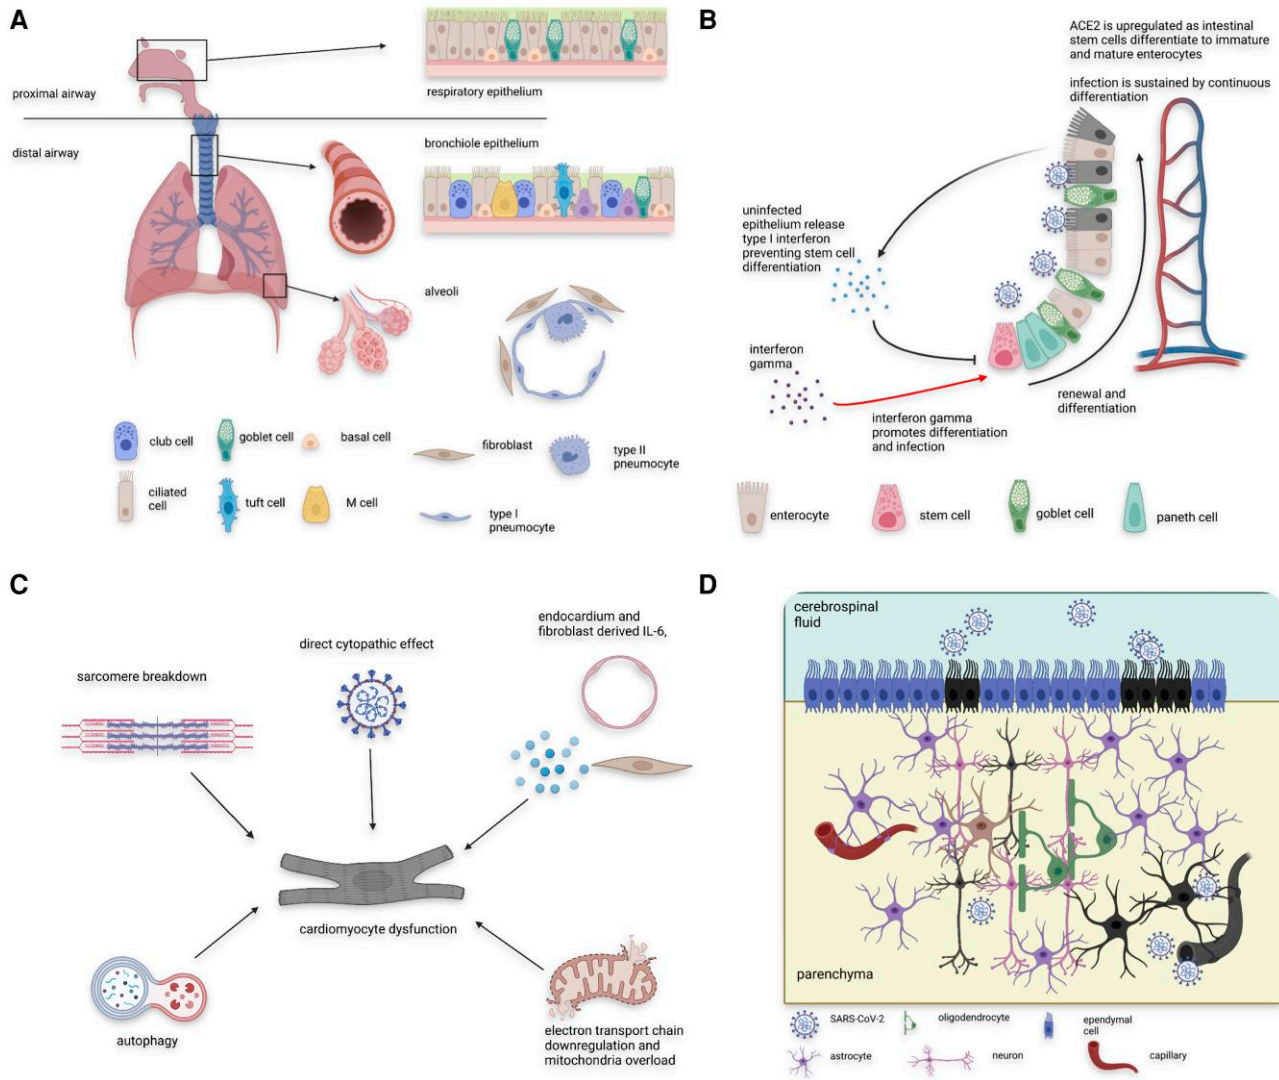 A
proximal airway
distal airway
respiratory epithelium
bronchiole epithelium
alveoli
club cell
goblet cell
basal cell
fibroblast
type II
pneumocyte
ciliated
cell
tuft cell
M cell
type I
pneumocyte
B
ACE2 is upregulated as intestinal
stem cells differentiate to immature
and mature enterocytes
infection is sustained by continuous
differentiation
uninfected
epithelium release
type I interferon
preventing stem cell
differentiation
interferon
gamma
interferon gamma
promotes differentiation
and infection
renewal and
differentiation
enterocyte
stem cell
goblet cell
paneth cell
C
sarcomere breakdown
direct cytopathic effect
endocardium and
fibroblast derived IL-6,
cardiomyocyte dysfunction
autophagy
electron transport chain
downregulation and
mitochondria overload
D
cerebrospinal
fluid
parenchyma
SARS-CoV-2
oligodendrocyte
ependymal
cell
astrocyte
neuron
capillary